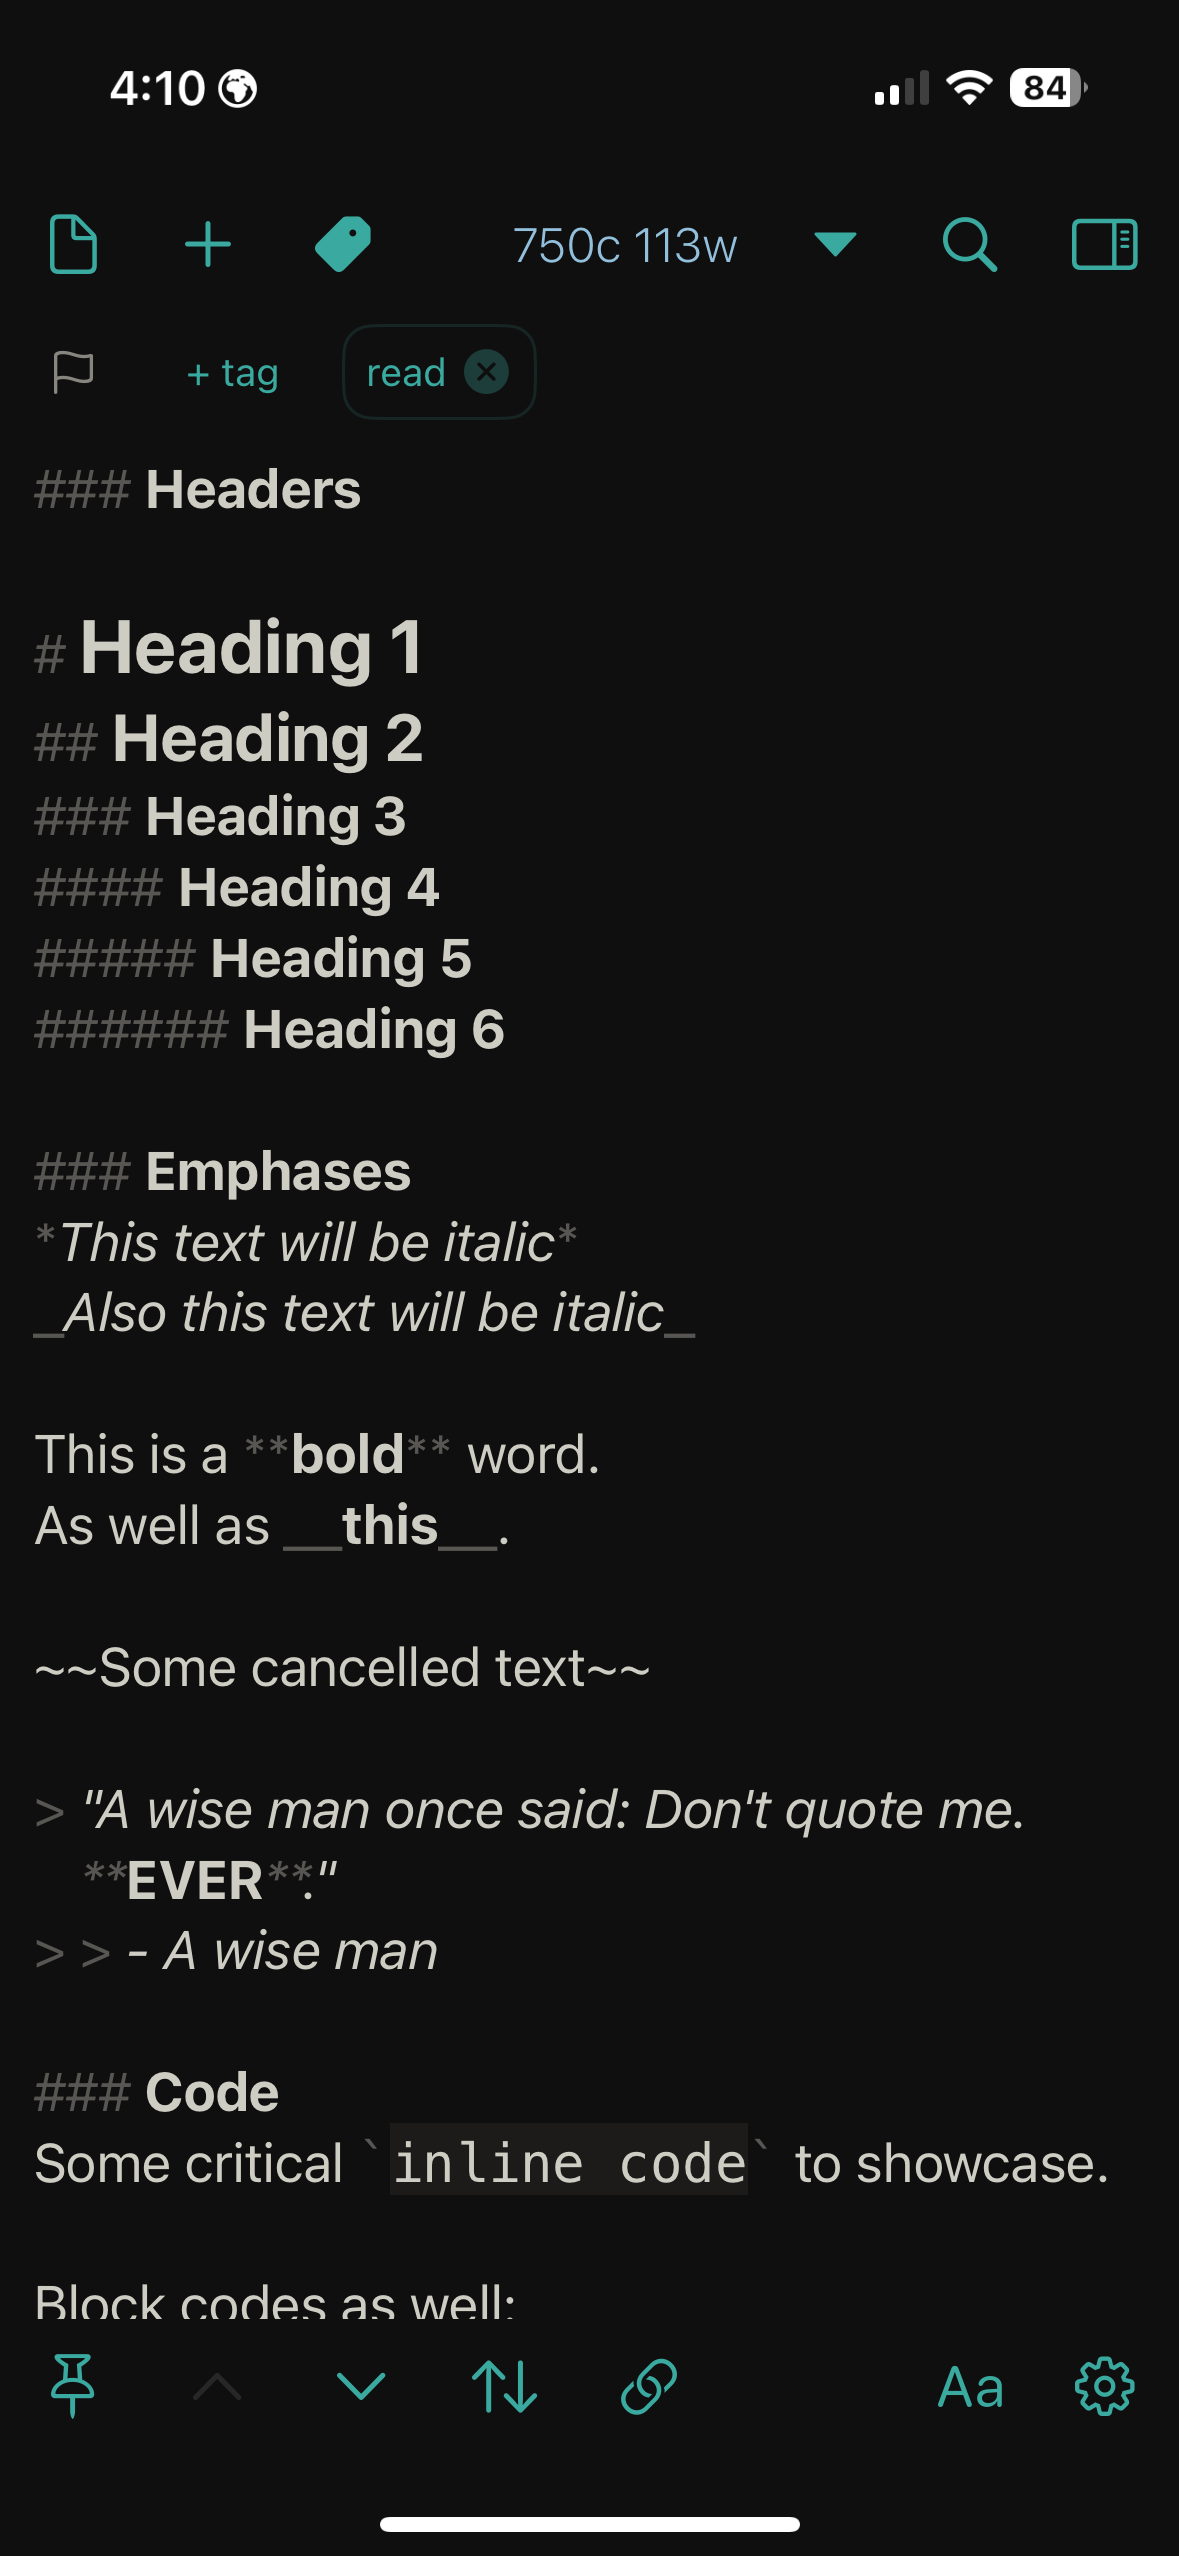 4:10 84
750c 113w
+ tag read
### Headers
# Heading 1
## Heading 2
### Heading 3
#### Heading 4
##### Heading 5
###### Heading 6
### Emphases
*This text will be italic*
_Also this text will be italic_
This is a **bold** word.
As well as __this__.
~~Some cancelled text~~
> "A wise man once said: Don't quote me.
**EVER**."
> > - A wise man
### Code
Some critical `inline code` to showcase.
Block codes as well:
Aa